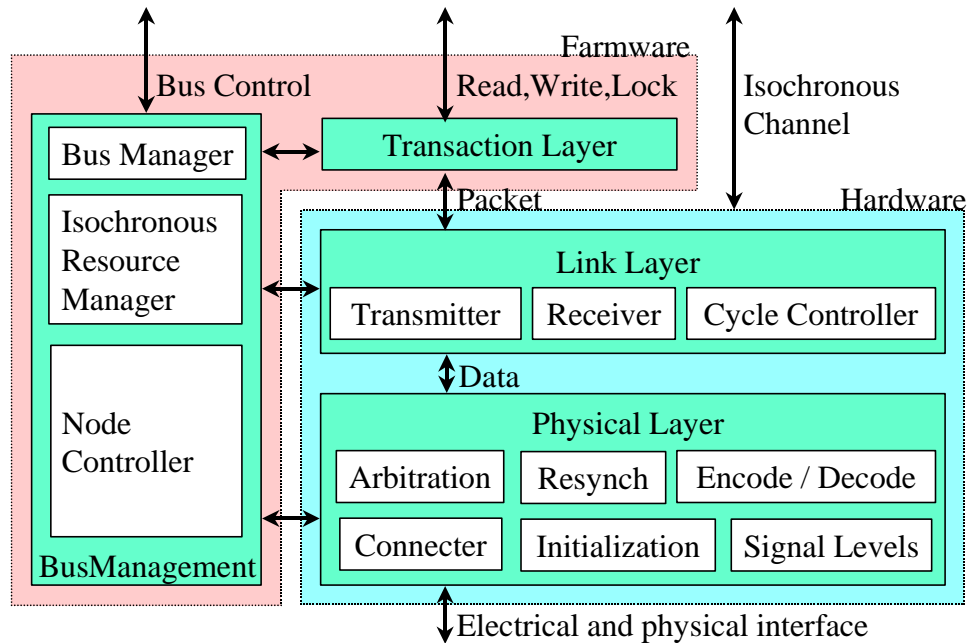 Farmware
Bus Control
Read,Write,Lock
Isochronous
Channel
Bus Manager
Transaction Layer
Isochronous
Resource
Manager
Packet
Hardware
Link Layer
Transmitter
Receiver
Cycle Controller
Data
Node
Controller
Physical Layer
Arbitration
Resynch
Encode / Decode
Connecter
Initialization
Signal Levels
BusManagement
Electrical and physical interface